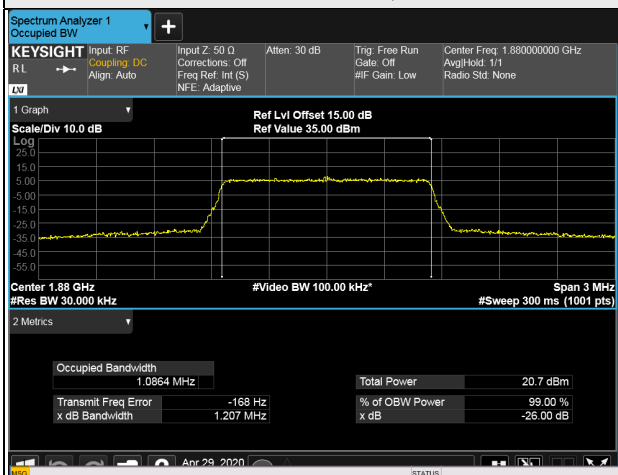 Spectrum Analyzer 1
Occupied BW
KEYSIGHT
RL
LXI
Input: RF
Coupling: DC
Align: Auto
Input Z: 50 Ω
Corrections: Off
Freq Ref: Int (S)
NFE: Adaptive
Atten: 30 dB
Trig: Free Run
Gate: Off
#IF Gain: Low
Center Freq: 1.880000000 GHz
Avg|Hold: 1/1
Radio Std: None
1 Graph
Scale/Div 10.0 dB
Ref Lvl Offset 15.00 dB
Ref Value 35.00 dBm
Log
25.0
15.0
5.00
-5.00
-15.0
-25.0
-35.0
-45.0
-55.0
Center 1.88 GHz
#Video BW 100.00 kHz*
Span 3 MHz
#Res BW 30.000 kHz
#Sweep 300 ms (1001 pts)
2 Metrics
Occupied Bandwidth
1.0864 MHz
Total Power 20.7 dBm
Transmit Freq Error -168 Hz
% of OBW Power 99.00 %
x dB Bandwidth 1.207 MHz
x dB -26.00 dB
Apr 29, 2020
MSG
STATUS